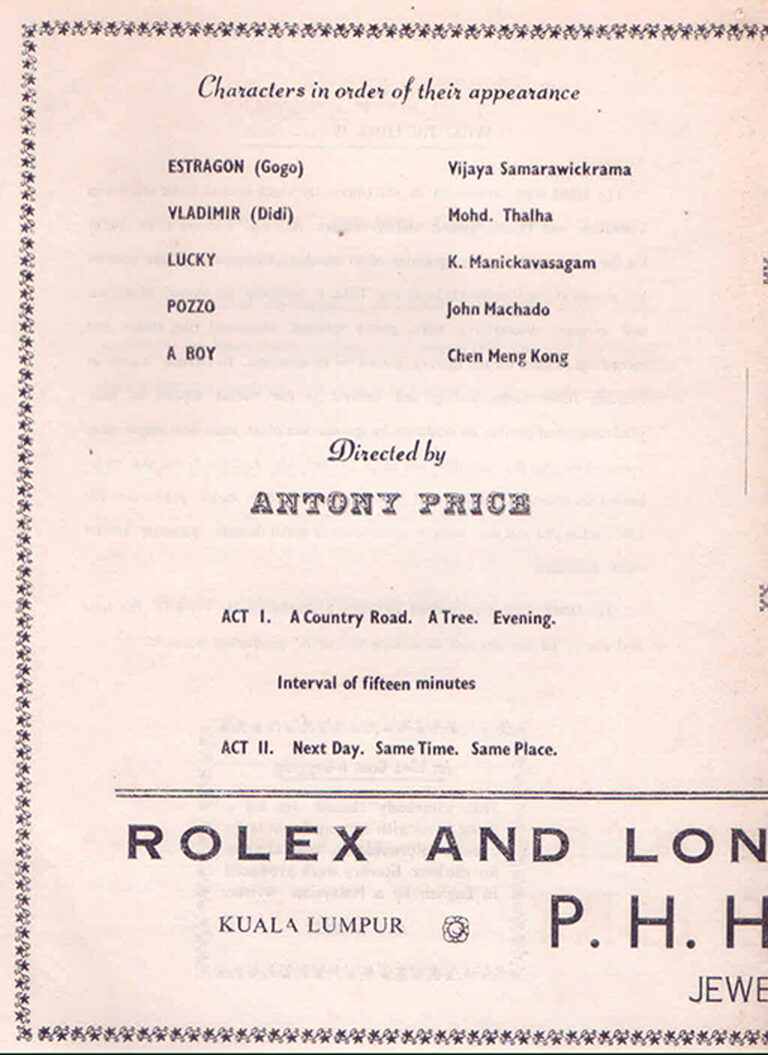 Characters in order of their appearance
ESTRAGON (Gogo) Vijaya Samarawickrama
VLADIMIR (Didi) Mohd. Thalha
LUCKY K. Manickavasagam
POZZO John Machado
A BOY Chen Meng Kong
Directed by
ANTONY PRICE
ACT I. A Country Road. A Tree. Evening.
Interval of fifteen minutes
ACT II. Next Day. Same Time. Same Place.
ROLEX AND LON
KUALA LUMPUR P. H. H
JEWE